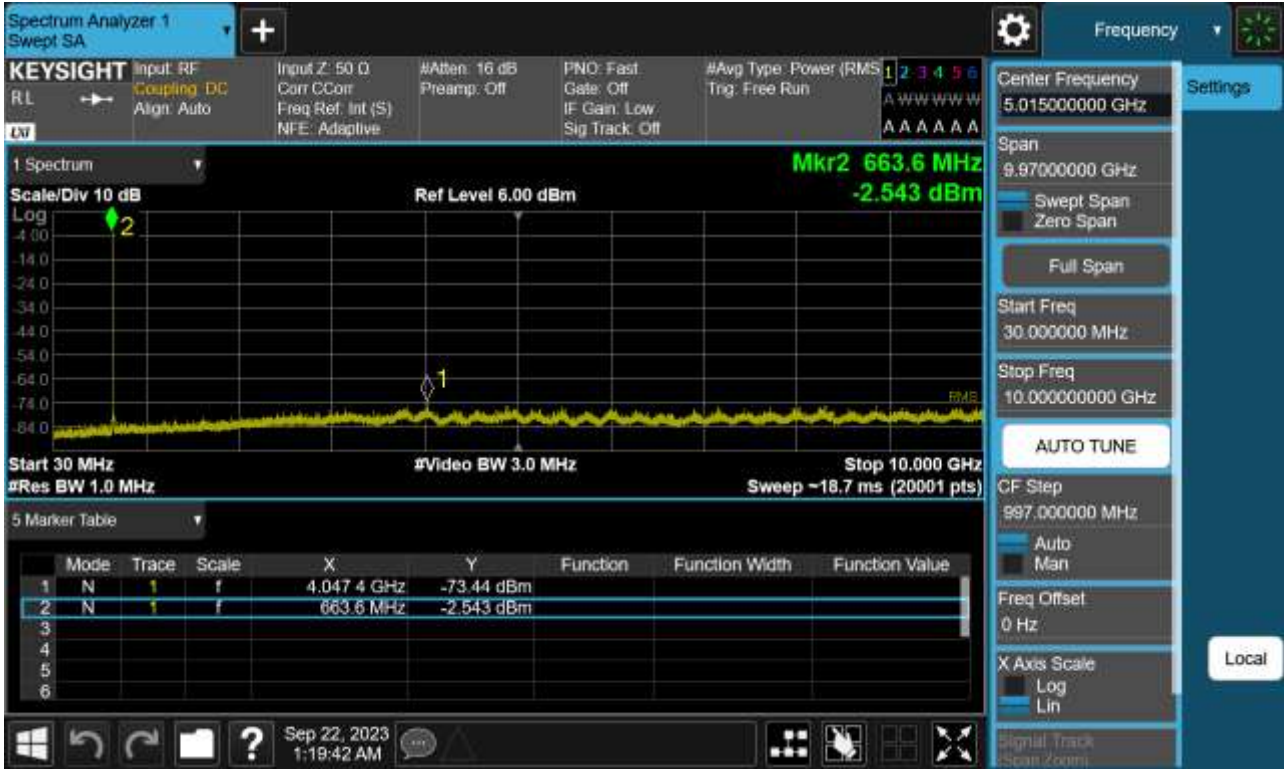 Spectrum Analyzer 1
Swept SA
+
Frequency
KEYSIGHT
RL
LXI
Input: RF
Coupling: DC
Align: Auto
Input Z: 50 Ω
Corr CCorr
Freq Ref: Int (S)
NFE: Adaptive
#Atten: 16 dB
Preamp: Off
PNO: Fast
Gate: Off
IF Gain: Low
Sig Track: Off
#Avg Type: Power (RMS
Trig: Free Run
1 2 3 4 5 6
A W W W W W
A A A A A A
1 Spectrum
Scale/Div 10 dB
Ref Level 6.00 dBm
Mkr2 663.6 MHz
-2.543 dBm
Log
-4.00
-14.0
-24.0
-34.0
-44.0
-54.0
-64.0
-74.0
-84.0
2
1
RMS
Start 30 MHz
#Video BW 3.0 MHz
Stop 10.000 GHz
#Res BW 1.0 MHz
Sweep ~18.7 ms (20001 pts)
5 Marker Table
Mode Trace Scale X Y Function Function Width Function Value
1 N 1 f 4.047 4 GHz -73.44 dBm
2 N 1 f 663.6 MHz -2.543 dBm
3
4
5
6
Sep 22, 2023
1:19:42 AM
?
Center Frequency
5.015000000 GHz
Settings
Span
9.97000000 GHz
Swept Span
Zero Span
Full Span
Start Freq
30.000000 MHz
Stop Freq
10.000000000 GHz
AUTO TUNE
CF Step
997.000000 MHz
Auto
Man
Freq Offset
0 Hz
X Axis Scale
Log
Lin
Local
Signal Track
(Span Zoom)